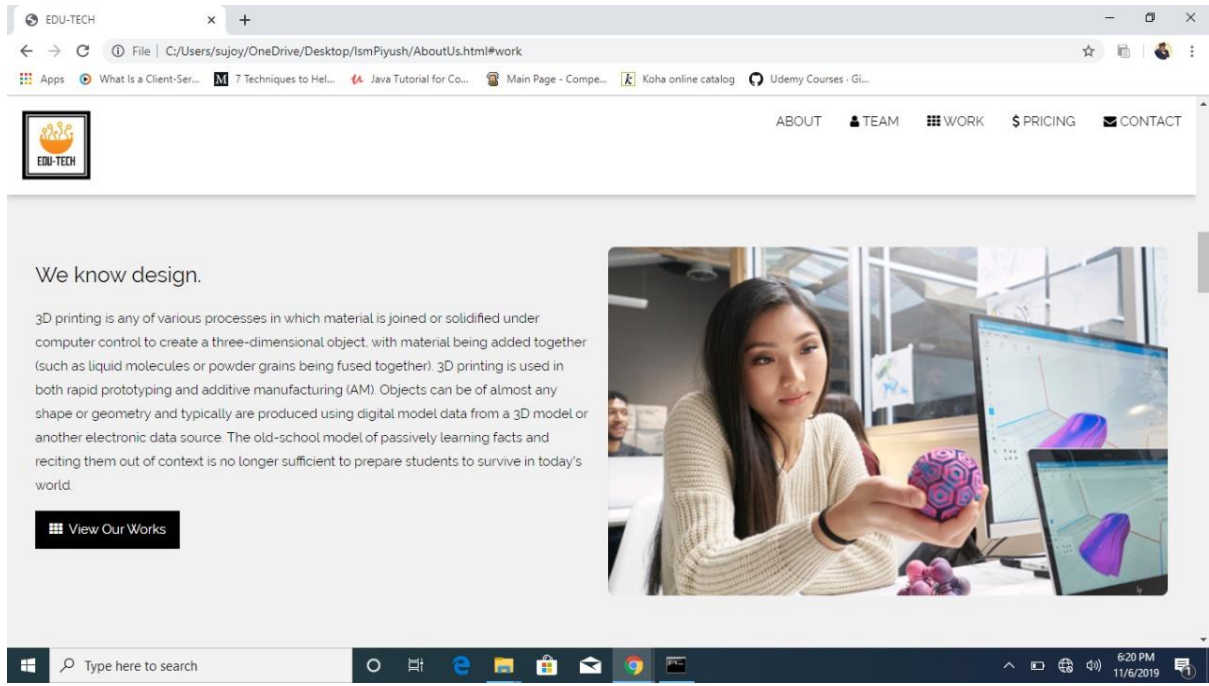 EDU-TECH
File | C:/Users/sujoy/OneDrive/Desktop/IsmPiyush/AboutUs.html#work
Apps What Is a Client-Ser... M 7 Techniques to Hel... Java Tutorial for Co... Main Page - Compe... k Koha online catalog Udemy Courses · Gi...
EDU-TECH
ABOUT TEAM WORK $ PRICING CONTACT
We know design.
3D printing is any of various processes in which material is joined or solidified under
computer control to create a three-dimensional object, with material being added together
(such as liquid molecules or powder grains being fused together). 3D printing is used in
both rapid prototyping and additive manufacturing (AM). Objects can be of almost any
shape or geometry and typically are produced using digital model data from a 3D model or
another electronic data source. The old-school model of passively learning facts and
reciting them out of context is no longer sufficient to prepare students to survive in today's
world.
View Our Works
Type here to search
6:20 PM
11/6/2019
1